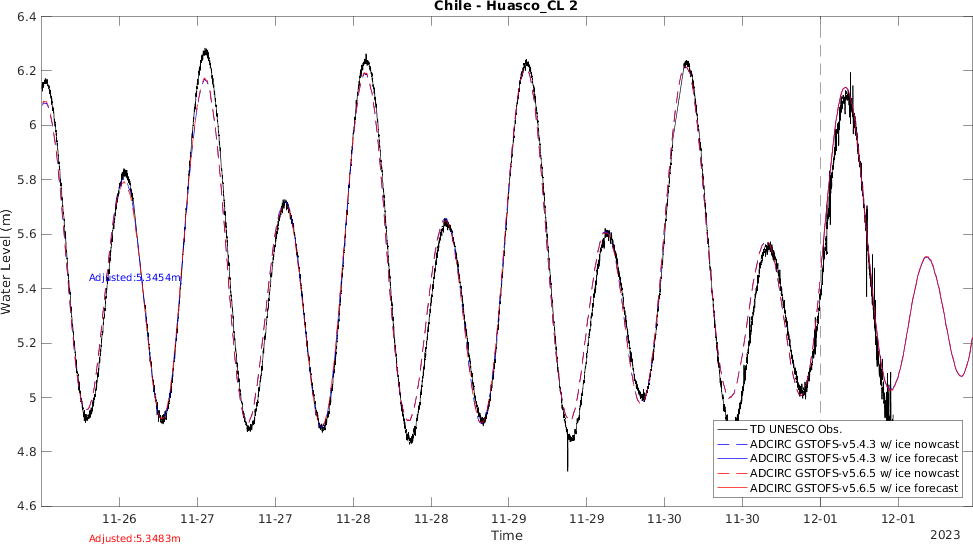 Chile - Huasco_CL 2
Water Level (m)
6.4
6.2
6
5.8
5.6
5.4
5.2
5
4.8
4.6
Adjusted:5.3454m
TD UNESCO Obs.
ADCIRC GSTOFS-v5.4.3 w/ ice nowcast
ADCIRC GSTOFS-v5.4.3 w/ ice forecast
ADCIRC GSTOFS-v5.6.5 w/ ice nowcast
ADCIRC GSTOFS-v5.6.5 w/ ice forecast
11-26 11-27 11-27 11-28 11-28 11-29 11-29 11-30 11-30 12-01 12-01
Time
2023
Adjusted:5.3483m